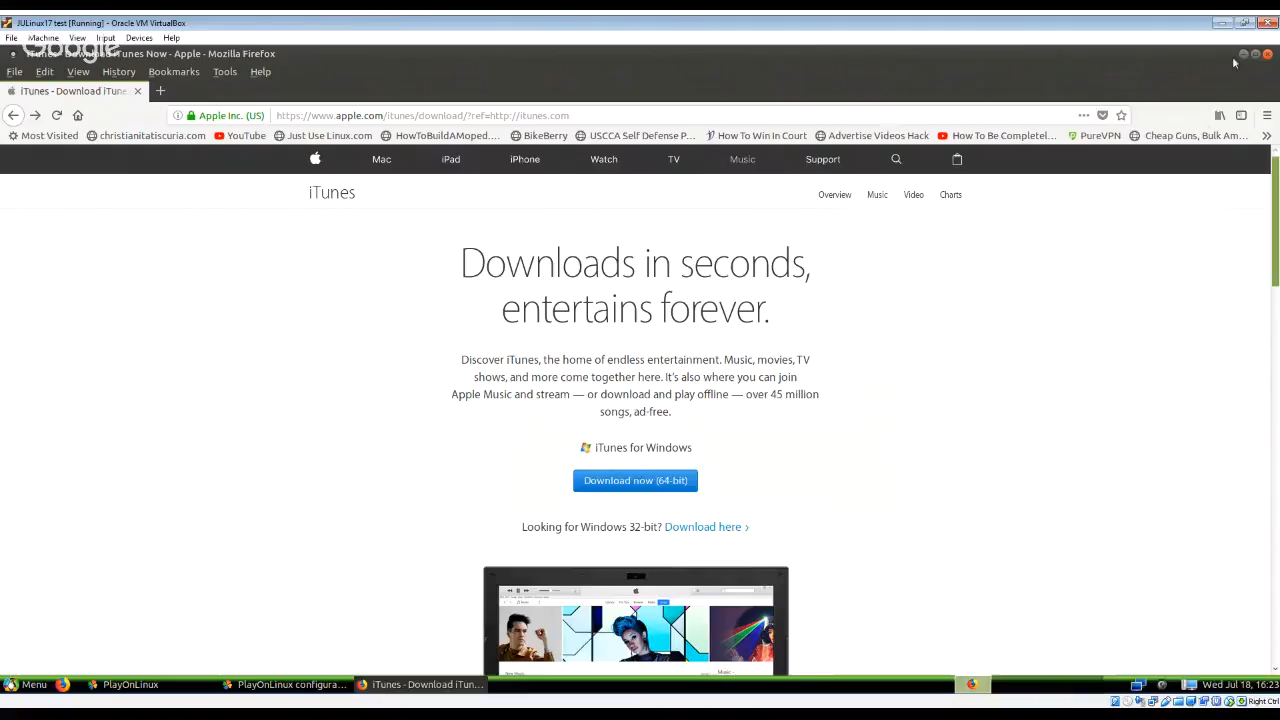 JULinux17 test [Running] - Oracle VM VirtualBox
File Machine View Input Devices Help
Google
iTunes - Download iTunes Now - Apple - Mozilla Firefox
File Edit View History Bookmarks Tools Help
iTunes - Download iTune
Apple Inc. (US) https://www.apple.com/itunes/download/?ref=http://itunes.com
Most Visited christianitatiscuria.com YouTube Just Use Linux.com HowToBuildAMoped.... BikeBerry USCCA Self Defense P... How To Win In Court Advertise Videos Hack How To Be Completel... PureVPN Cheap Guns, Bulk Am...
Mac iPad iPhone Watch TV Music Support
iTunes
Overview Music Video Charts
Downloads in seconds,
entertains forever.
Discover iTunes, the home of endless entertainment. Music, movies, TV
shows, and more come together here. It's also where you can join
Apple Music and stream — or download and play offline — over 45 million
songs, ad-free.
iTunes for Windows
Download now (64-bit)
Looking for Windows 32-bit? Download here ›
Menu PlayOnLinux PlayOnLinux configura... iTunes - Download iTun... Wed Jul 18, 16:23
Right Ctrl